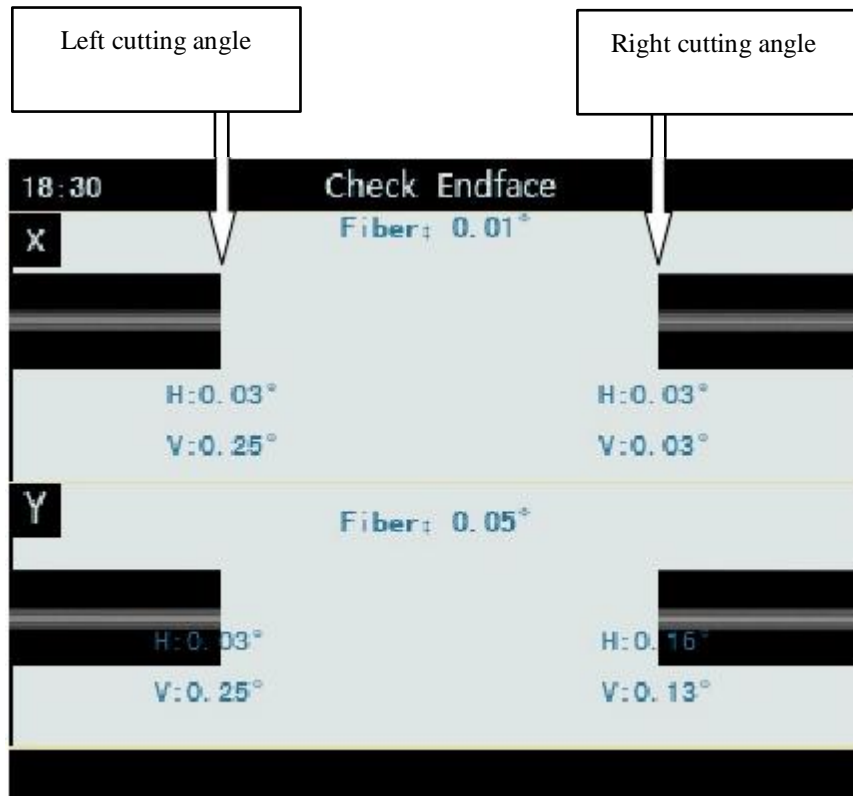 Left cutting angle
Right cutting angle
18:30 Check Endface
X
Fiber: 0.01°
H:0.03° H:0.03°
V:0.25° V:0.03°
Y
Fiber: 0.05°
H:0.03° H:0.16°
V:0.25° V:0.13°